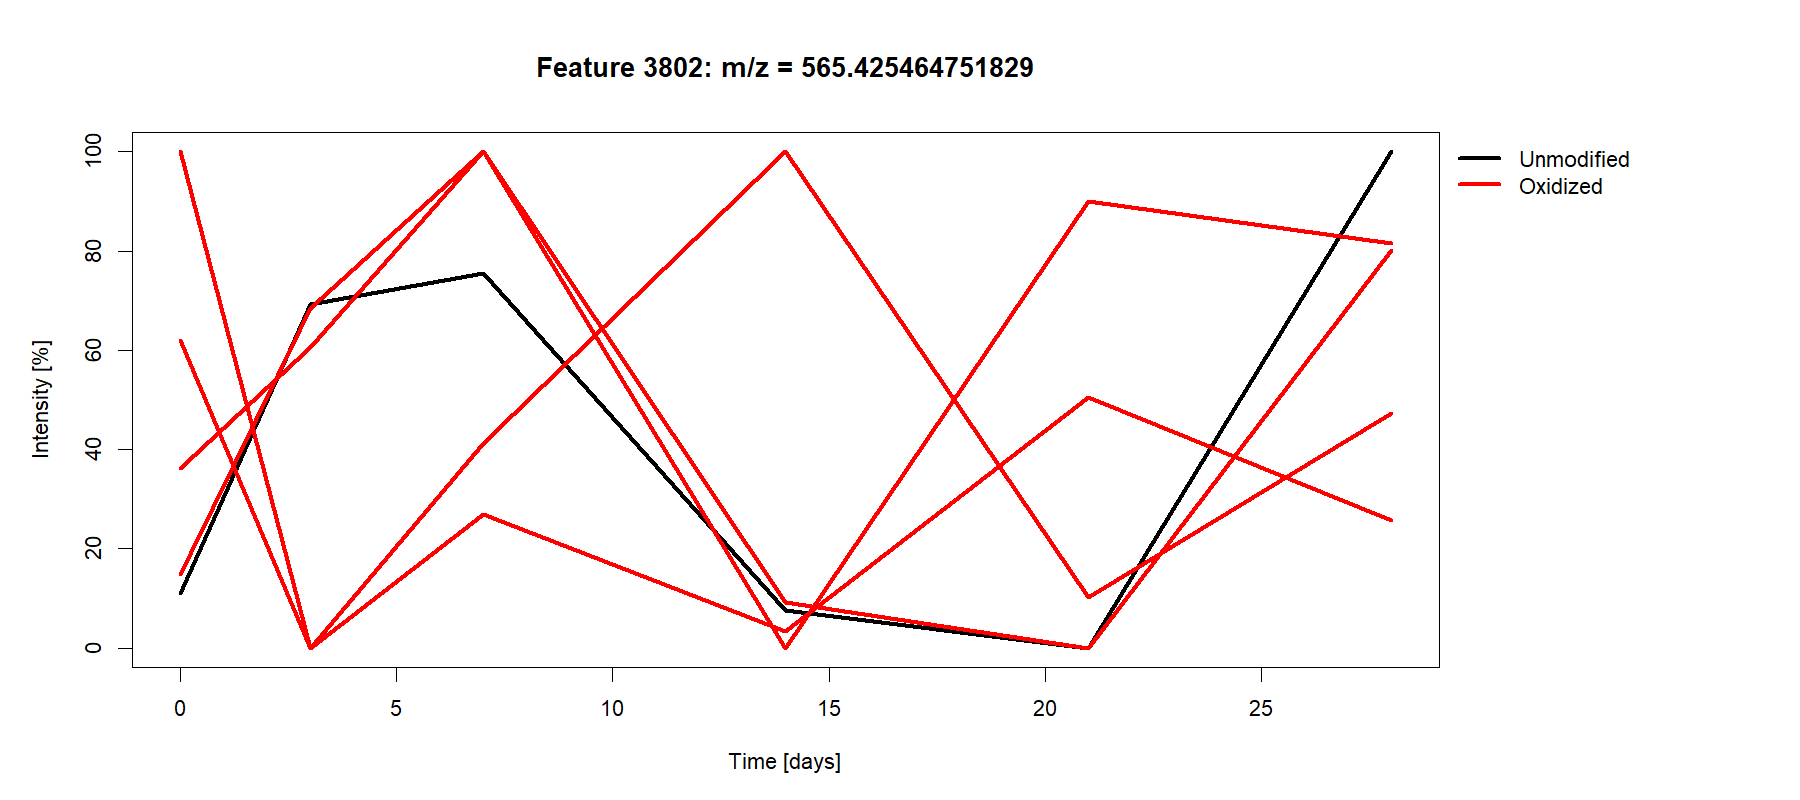 Feature 3802: m/z = 565.425464751829
Unmodified
Oxidized
Intensity [%]
100
80
60
40
20
0
0 5 10 15 20 25
Time [days]